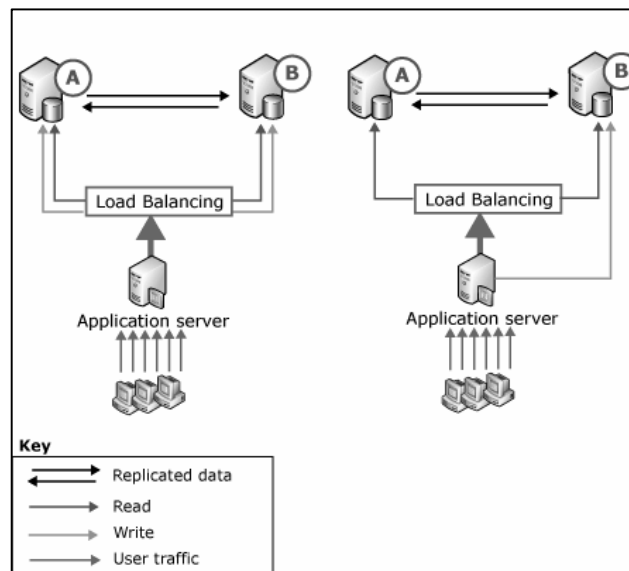 A
B
A
B
Load Balancing
Load Balancing
Application server
Application server
Key
Replicated data
Read
Write
User traffic